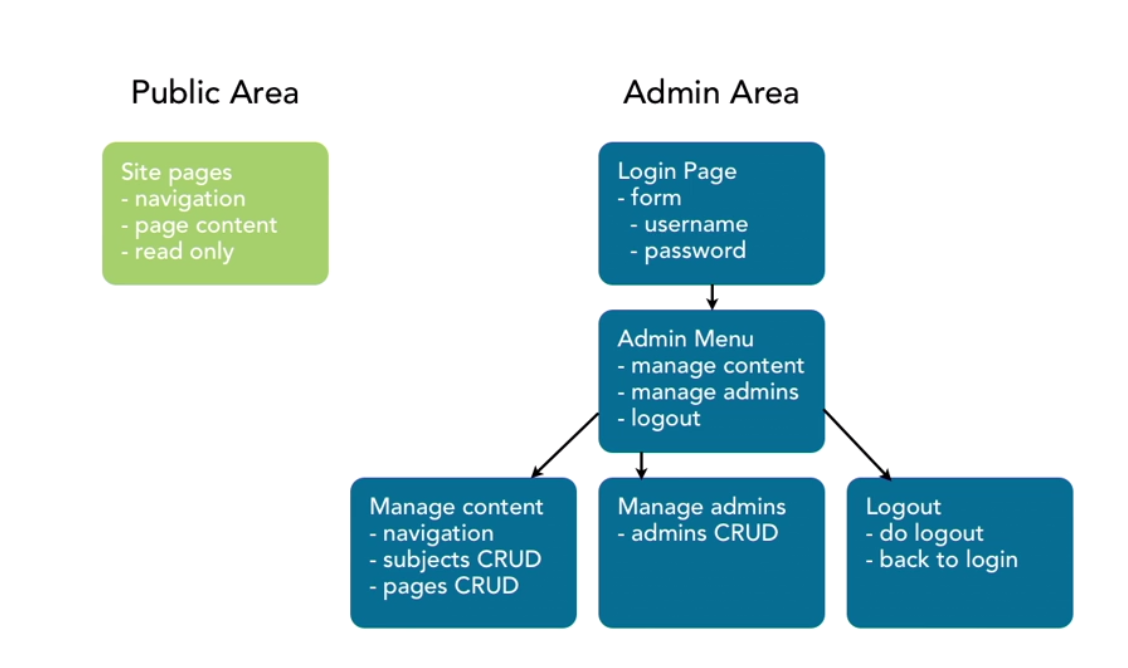 Public Area
Admin Area
Site pages
- navigation
- page content
- read only
Login Page
- form
- username
- password
Admin Menu
- manage content
- manage admins
- logout
Manage content
- navigation
- subjects CRUD
- pages CRUD
Manage admins
- admins CRUD
Logout
- do logout
- back to login